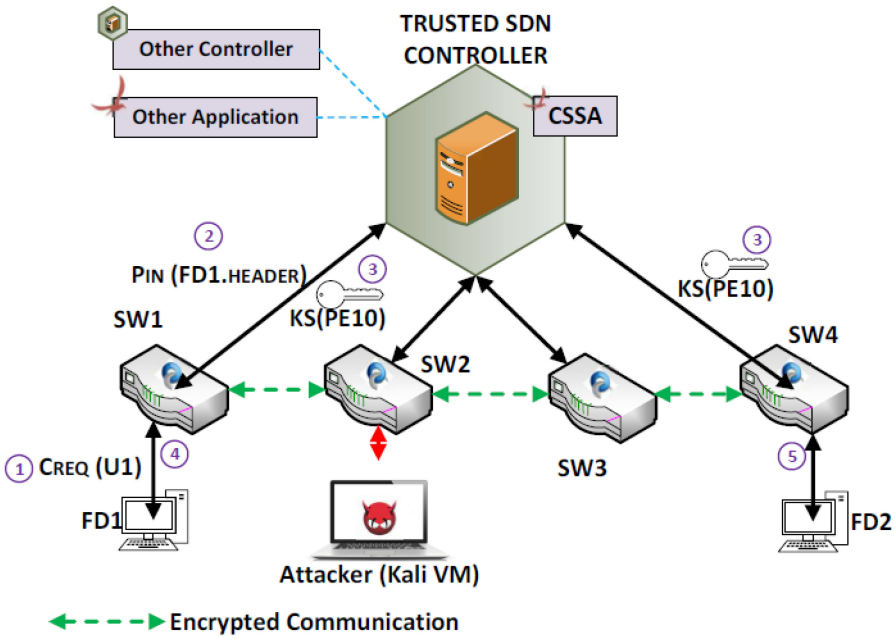 TRUSTED SDN
CONTROLLER
Other Controller
Other Application
CSSA
2
PIN (FD1.HEADER)
3
KS(PE10)
3
KS(PE10)
SW1
SW2
SW3
SW4
1 CREQ (U1)
4
5
FD1
FD2
Attacker (Kali VM)
Encrypted Communication